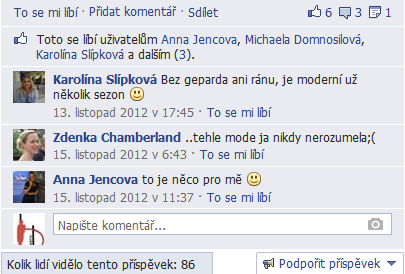 To se mi líbí · Přidat komentář · Sdílet 6 3 1
Toto se líbí uživatelům Anna Jencova, Michaela Domnosilová,
Karolína Slípková a dalším (3).
Karolína Slípková Bez geparda ani ránu, je moderní už
několik sezon
13. listopad 2012 v 17:45 · To se mi líbí
Zdenka Chamberland ..tehle mode ja nikdy nerozumela;(
15. listopad 2012 v 6:43 · To se mi líbí
Anna Jencova to je něco pro mě
15. listopad 2012 v 11:37 · To se mi líbí
Napište komentář...
Kolik lidí vidělo tento příspěvek: 86
Podpořit příspěvek